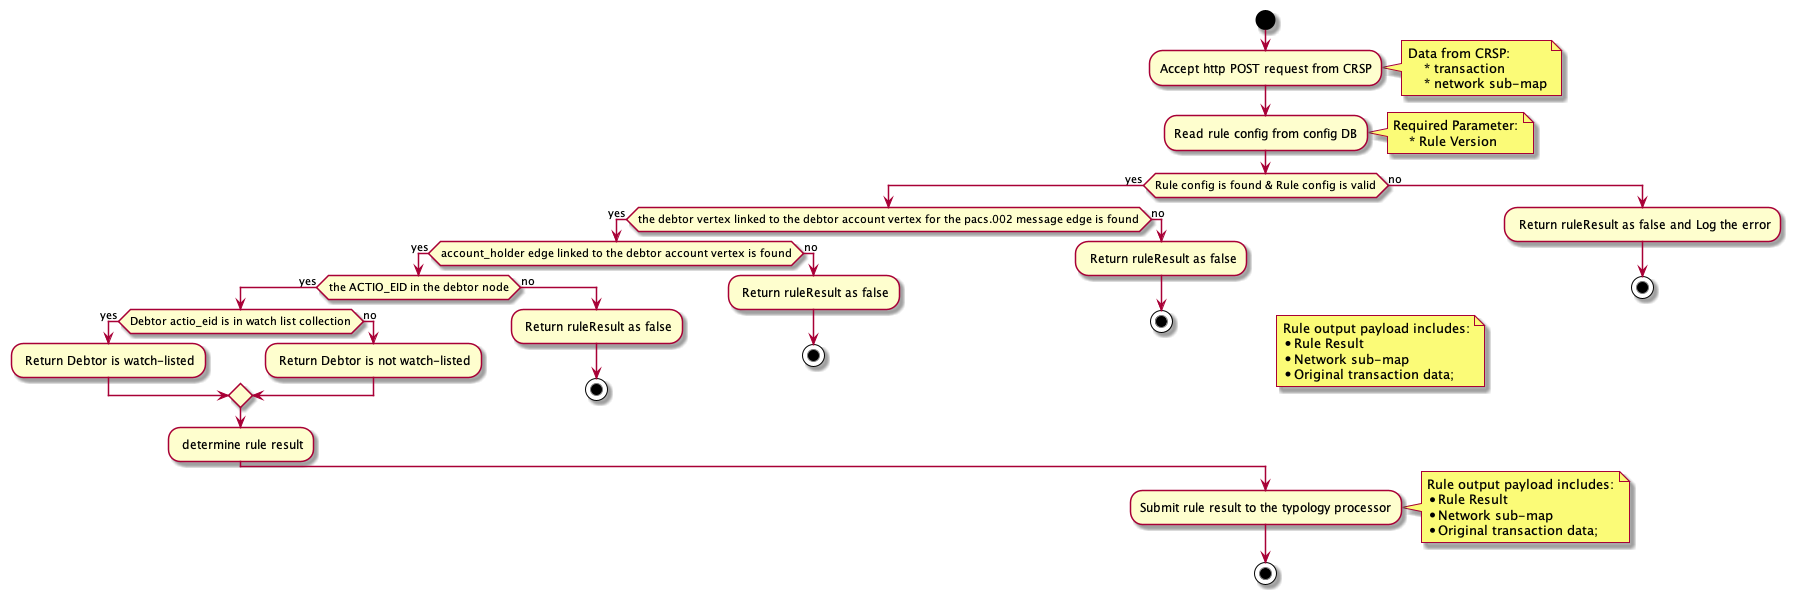 Accept http POST request from CRSP
Data from CRSP:
* transaction
* network sub-map
Read rule config from config DB
Required Parameter:
* Rule Version
yes
Rule config is found & Rule config is valid
no
yes
the debtor vertex linked to the debtor account vertex for the pacs.002 message edge is found
no
Return ruleResult as false and Log the error
yes
account_holder edge linked to the debtor account vertex is found
no
Return ruleResult as false
yes
the ACTIO_EID in the debtor node
no
Return ruleResult as false
yes
Debtor actio_eid is in watch list collection
no
Return ruleResult as false
Return Debtor is watch-listed
Return Debtor is not watch-listed
Rule output payload includes:
• Rule Result
• Network sub-map
• Original transaction data;
determine rule result
Submit rule result to the typology processor
Rule output payload includes:
• Rule Result
• Network sub-map
• Original transaction data;